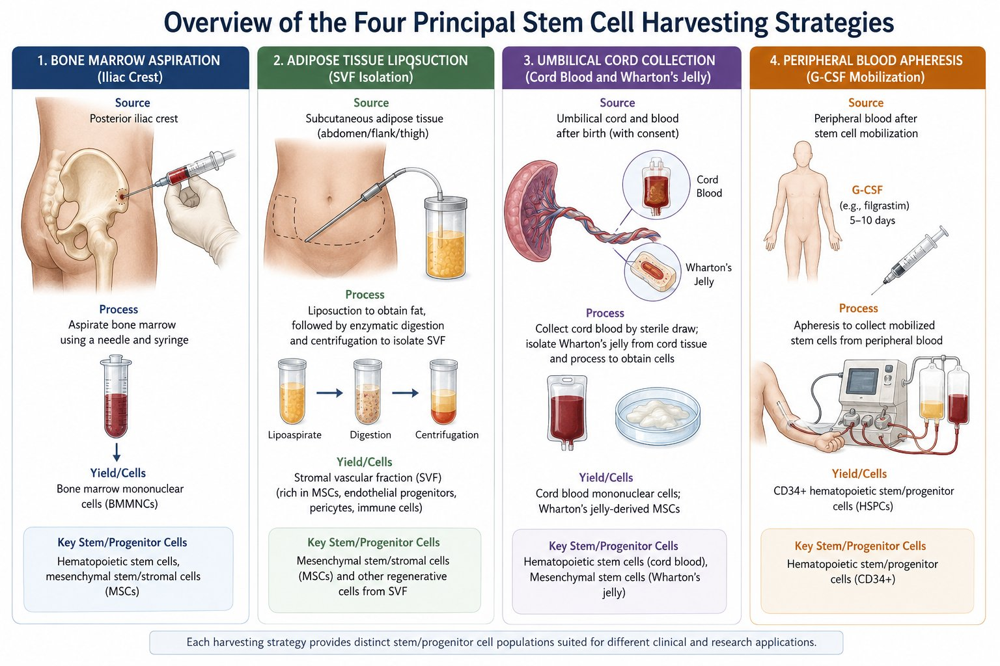 Overview of the Four Principal Stem Cell Harvesting Strategies
1. BONE MARROW ASPIRATION
(Iliac Crest)
Source
Posterior iliac crest
Process
Aspirate bone marrow
using a needle and syringe
Yield/Cells
Bone marrow mononuclear
cells (BMMNCs)
Key Stem/Progenitor Cells
Hematopoietic stem cells,
mesenchymal stem/stromal cells
(MSCs)
2. ADIPOSE TISSUE LIPOSUCTION
(SVF Isolation)
Source
Subcutaneous adipose tissue
(abdomen/flank/thigh)
Process
Liposuction to obtain fat,
followed by enzymatic digestion
and centrifugation to isolate SVF
Lipoaspirate
Digestion
Centrifugation
Yield/Cells
Stromal vascular fraction (SVF)
(rich in MSCs, endothelial progenitors,
pericytes, immune cells)
Key Stem/Progenitor Cells
Mesenchymal stem/stromal cells
(MSCs) and other regenerative
cells from SVF
3. UMBILICAL CORD COLLECTION
(Cord Blood and Wharton's Jelly)
Source
Umbilical cord and blood
after birth (with consent)
Cord
Blood
Wharton's
Jelly
Process
Collect cord blood by sterile draw;
isolate Wharton's jelly from cord tissue
and process to obtain cells
Yield/Cells
Cord blood mononuclear cells;
Wharton's jelly-derived MSCs
Key Stem/Progenitor Cells
Hematopoietic stem cells (cord blood),
Mesenchymal stem cells (Wharton's
jelly)
4. PERIPHERAL BLOOD APHERESIS
(G-CSF Mobilization)
Source
Peripheral blood after
stem cell mobilization
G-CSF
(e.g., filgrastim)
5–10 days
Process
Apheresis to collect mobilized
stem cells from peripheral blood
Yield/Cells
CD34+ hematopoietic stem/progenitor
cells (HSPCs)
Key Stem/Progenitor Cells
Hematopoietic stem/progenitor
cells (CD34+)
Each harvesting strategy provides distinct stem/progenitor cell populations suited for different clinical and research applications.